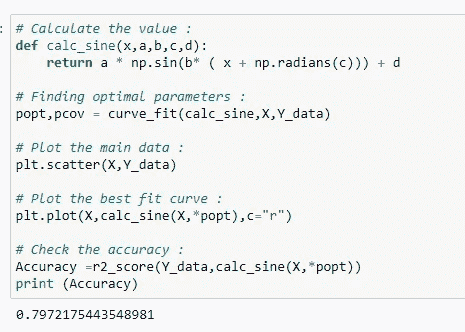 :
# Calculate the value :
def calc_sine(x,a,b,c,d):
    return a * np.sin(b* ( x + np.radians(c))) + d
# Finding optimal parameters :
popt,pcov = curve_fit(calc_sine,X,Y_data)
# Plot the main data :
plt.scatter(X,Y_data)
# Plot the best fit curve :
plt.plot(X,calc_sine(X,*popt),c="r")
# Check the accuracy :
Accuracy =r2_score(Y_data,calc_sine(X,*popt))
print (Accuracy)
0.7972175443548981